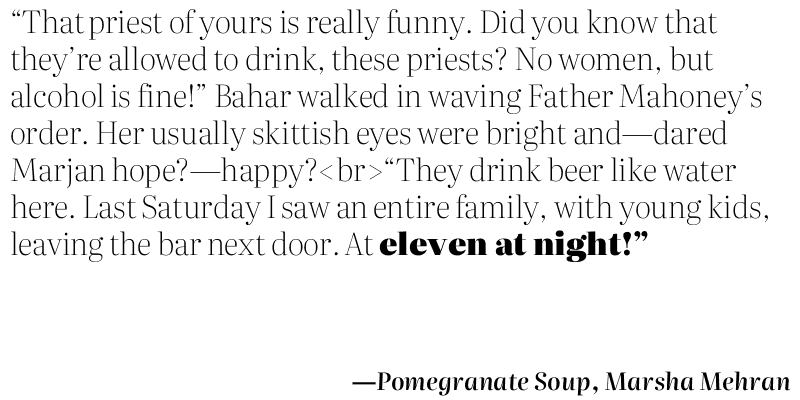 “That priest of yours is really funny. Did you know that
they’re allowed to drink, these priests? No women, but
alcohol is fine!” Bahar walked in waving Father Mahoney’s
order. Her usually skittish eyes were bright and—dared
Marjan hope?—happy?<br>“They drink beer like water
here. Last Saturday I saw an entire family, with young kids,
leaving the bar next door. At eleven at night!”
—Pomegranate Soup, Marsha Mehran